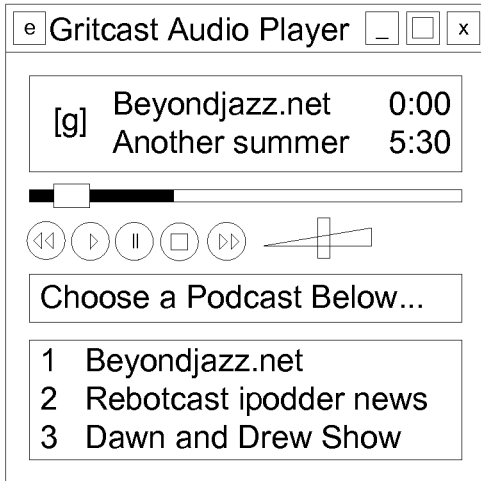 e Gritcast Audio Player _ x
[g] Beyondjazz.net 0:00
Another summer 5:30
Choose a Podcast Below...
1 Beyondjazz.net
2 Rebotcast ipodder news
3 Dawn and Drew Show